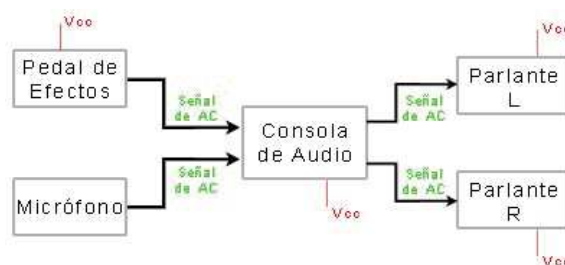 Vcc
Pedal de
Efectos
Señal
de AC
Micrófono
Señal
de AC
Consola
de Audio
Vcc
Señal
de AC
Señal
de AC
Vcc
Parlante
L
Parlante
R
Vcc